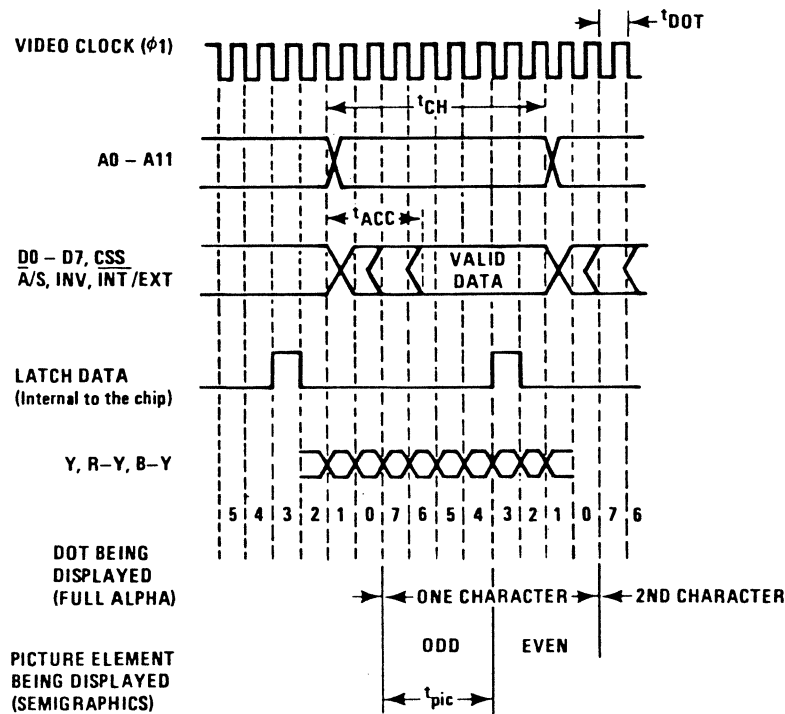 tDOT
VIDEO CLOCK (ϕ1)
tCH
A0 – A11
tACC
D0 – D7, CSS
A̅/S, INV, I̅N̅T̅/EXT
VALID
DATA
LATCH DATA
(Internal to the chip)
Y, R–Y, B–Y
5 4 3 2 1 0 7 6 5 4 3 2 1 0 7 6
DOT BEING
DISPLAYED
(FULL ALPHA)
ONE CHARACTER
2ND CHARACTER
ODD
EVEN
PICTURE ELEMENT
BEING DISPLAYED
(SEMIGRAPHICS)
tpic